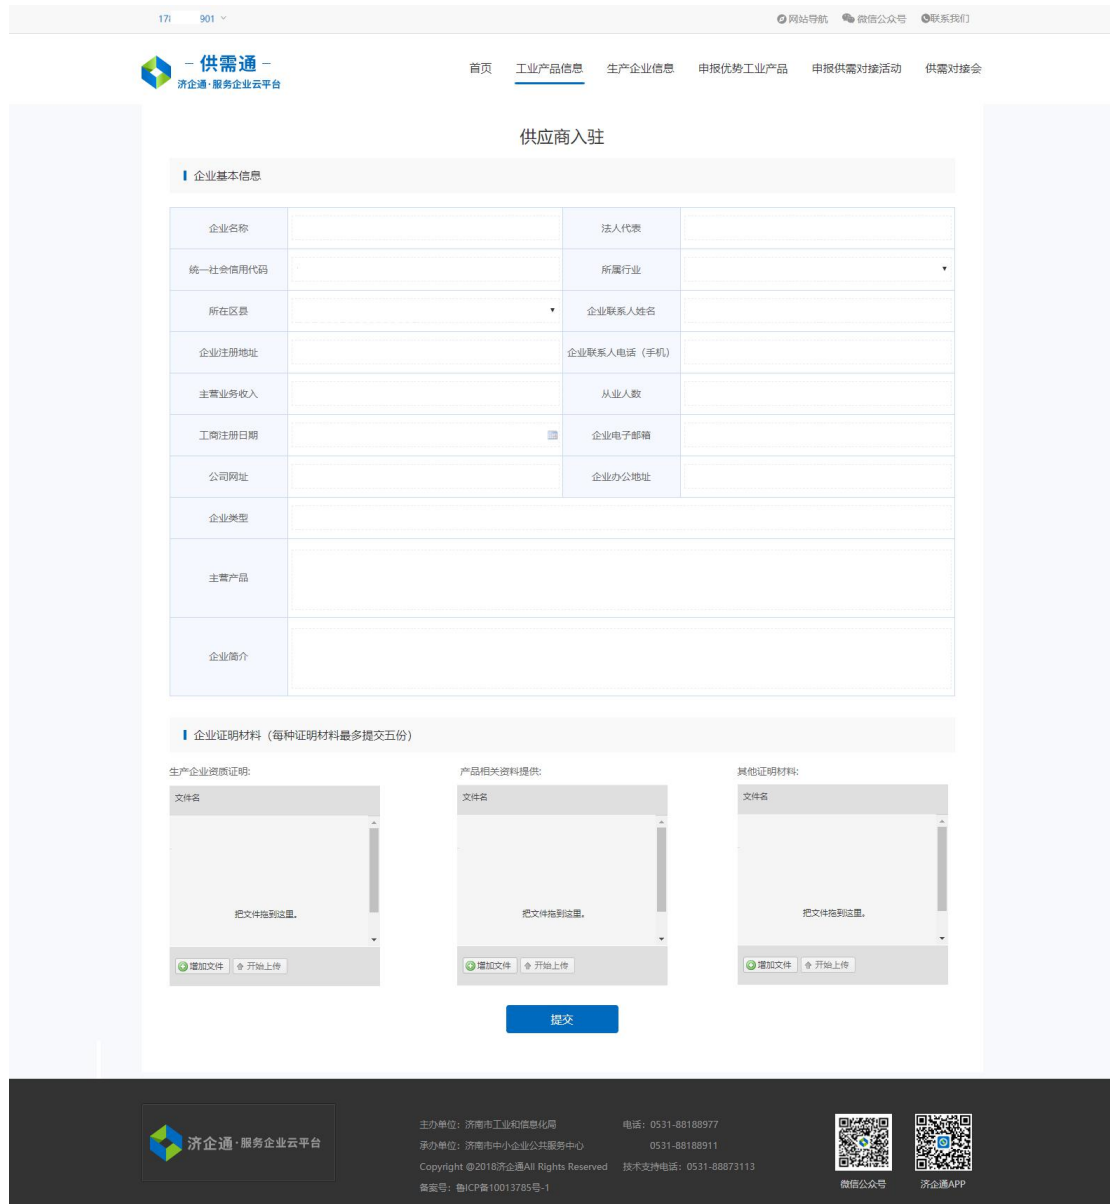 17 901
网站导航 微信公众号 联系我们
- 供需通 -
济企通·服务企业云平台
首页 工业产品信息 生产企业信息 申报优势工业产品 申报供需对接活动 供需对接会
供应商入驻
企业基本信息
企业名称 法人代表
统一社会信用代码 所属行业
所在区县 企业联系人姓名
企业注册地址 企业联系人电话（手机）
主营业务收入 从业人数
工商注册日期 企业电子邮箱
公司网址 企业办公地址
企业类型
主营产品
企业简介
企业证明材料（每种证明材料最多提交五份）
生产企业资质证明: 产品相关资料提供: 其他证明材料:
文件名 文件名 文件名
把文件拖到这里。 把文件拖到这里。 把文件拖到这里。
增加文件 开始上传 增加文件 开始上传 增加文件 开始上传
提交
济企通·服务企业云平台
主办单位：济南市工业和信息化局 电话：0531-88188977
承办单位：济南市中小企业公共服务中心 0531-88188911
Copyright @2018济企通All Rights Reserved 技术支持电话：0531-88873113
备案号：鲁ICP备10013785号-1
微信公众号 济企通APP